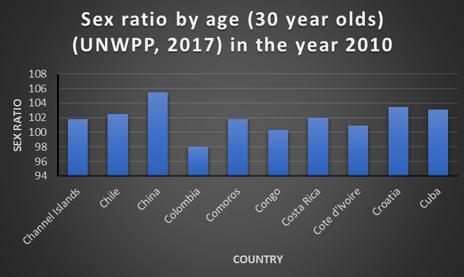 Sex ratio by age (30 year olds)
(UNWPP, 2017) in the year 2010
108
106
104
102
100
98
96
94
SEX RATIO
Channel Islands
Chile
China
Colombia
Comoros
Congo
Costa Rica
Cote d'Ivoire
Croatia
Cuba
COUNTRY